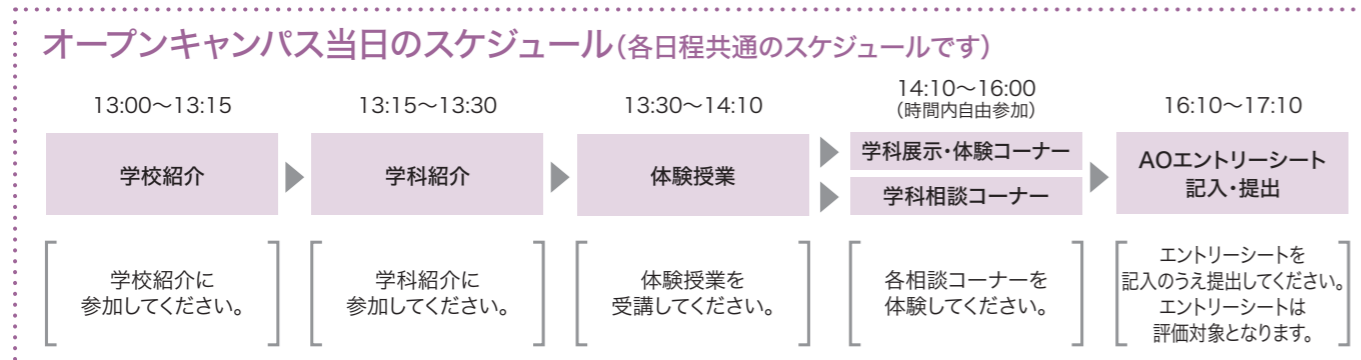 オープンキャンパス当日のスケジュール(各日程共通のスケジュールです)
13:00〜13:15
学校紹介
学校紹介に
参加してください。
13:15〜13:30
学科紹介
学科紹介に
参加してください。
13:30〜14:10
体験授業
体験授業を
受講してください。
14:10〜16:00
(時間内自由参加)
学科展示・体験コーナー
学科相談コーナー
各相談コーナーを
体験してください。
16:10〜17:10
AOエントリーシート
記入・提出
エントリーシートを
記入のうえ提出してください。
エントリーシートは
評価対象となります。